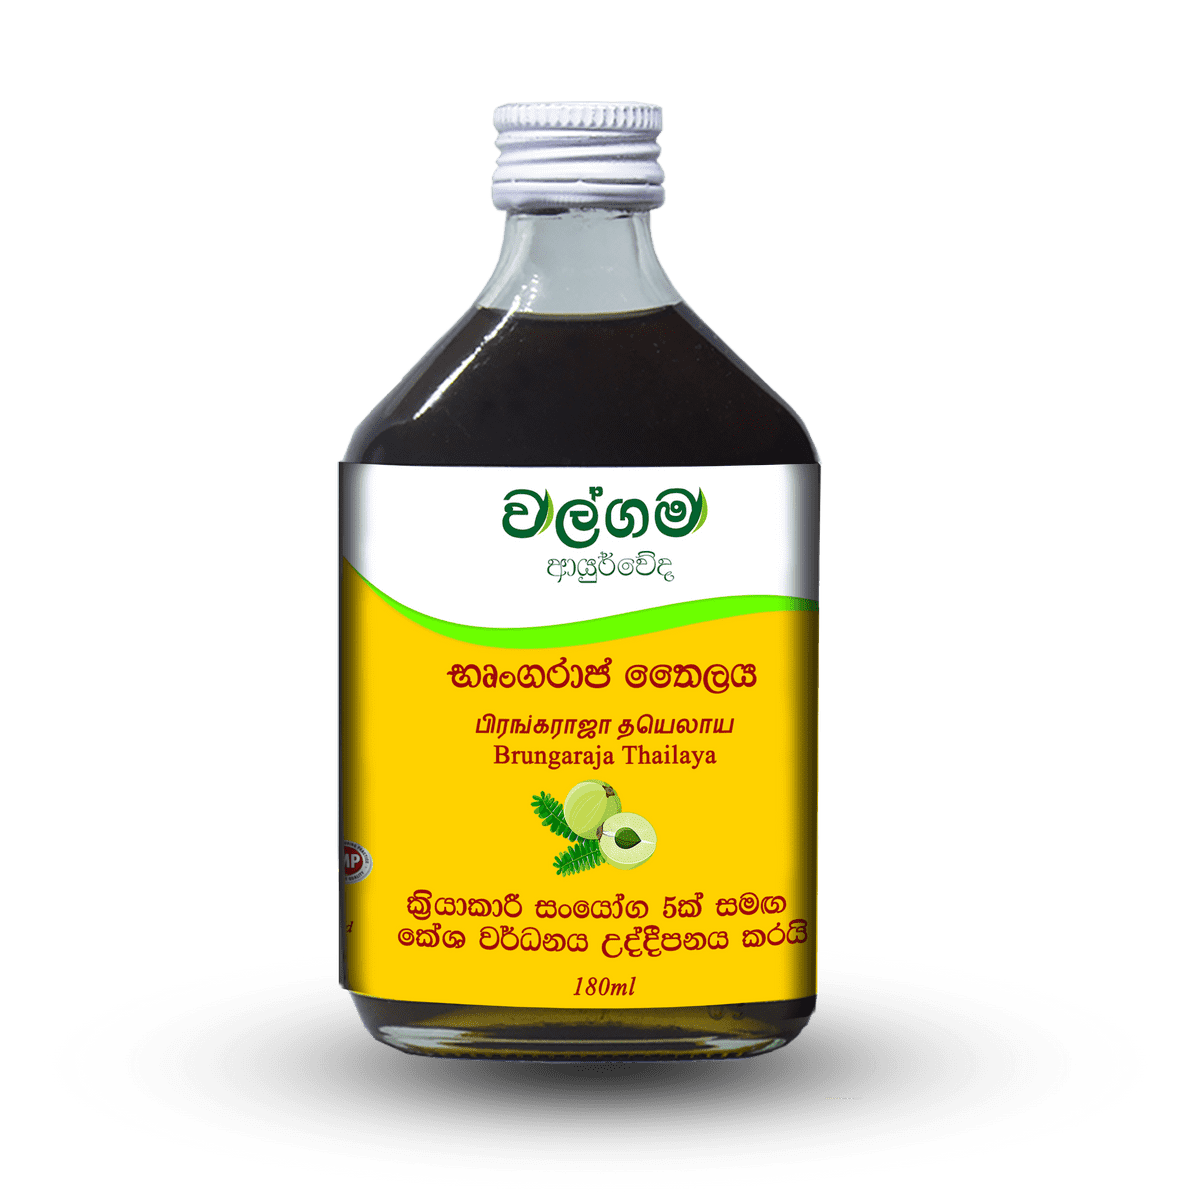 වල්ගම
ආයුර්වේද
භෘංගරාජ් තෛලය
பிரங்கராஜா தயெலாய
Brungaraja Thailaya
ක්‍රියාකාරී සංයෝග 5ක් සමඟ
කේශ වර්ධනය උද්දීපනය කරයි
180ml